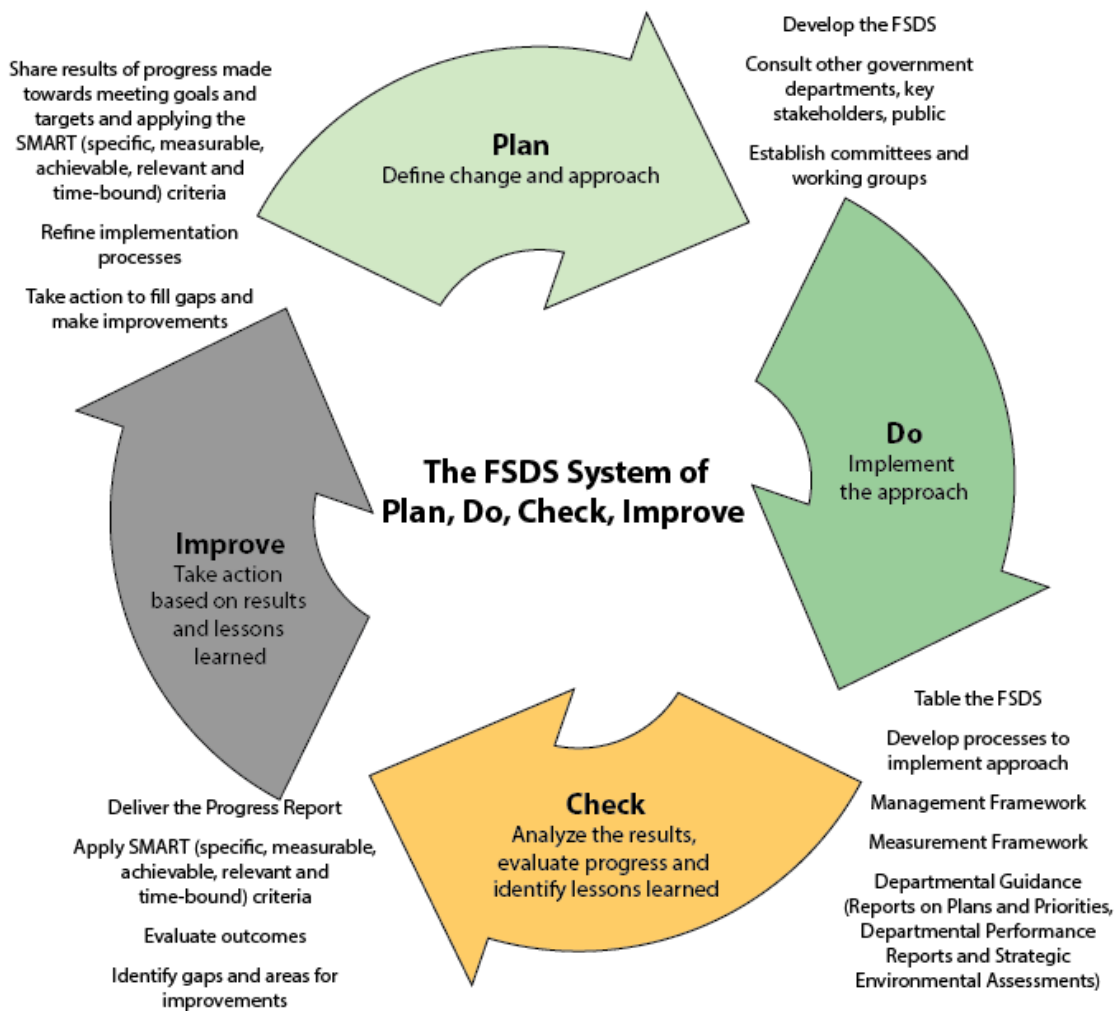 Develop the FSDS
Consult other government
departments, key
stakeholders, public
Establish committees and
working groups
Share results of progress made
towards meeting goals and
targets and applying the
SMART (specific, measurable,
achievable, relevant and
time-bound) criteria
Refine implementation
processes
Take action to fill gaps and
make improvements
Plan
Define change and approach
Do
Implement
the approach
The FSDS System of
Plan, Do, Check, Improve
Improve
Take action
based on results
and lessons
learned
Check
Analyze the results,
evaluate progress and
identify lessons learned
Table the FSDS
Develop processes to
implement approach
Management Framework
Measurement Framework
Departmental Guidance
(Reports on Plans and Priorities,
Departmental Performance
Reports and Strategic
Environmental Assessments)
Deliver the Progress Report
Apply SMART (specific, measurable,
achievable, relevant and
time-bound) criteria
Evaluate outcomes
Identify gaps and areas for
improvements